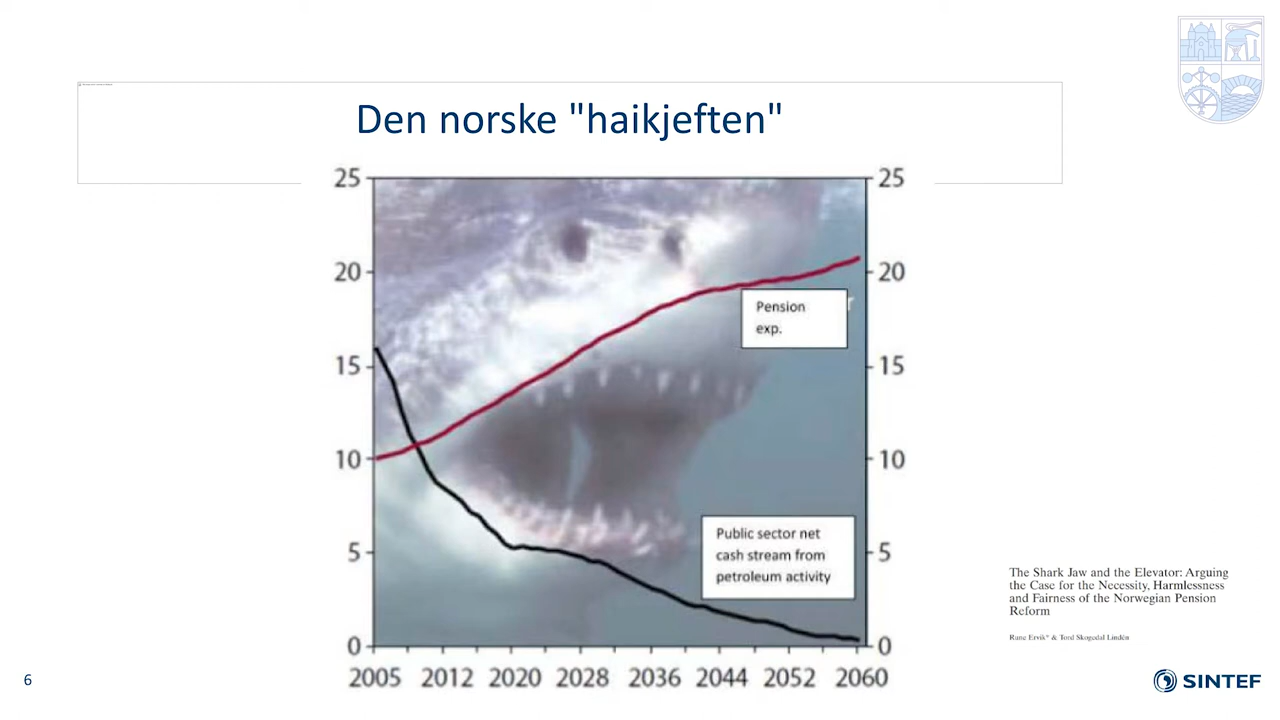 Den norske "haikjeften"
25
20
15
10
5
0
25
20
15
10
5
0
Pension
exp.
Public sector net
cash stream from
petroleum activity
2005 2012 2020 2028 2036 2044 2052 2060
The Shark Jaw and the Elevator: Arguing
the Case for the Necessity, Harmlessness
and Fairness of the Norwegian Pension
Reform
Rune Ervik* & Tord Skogedal Lindén
6
SINTEF